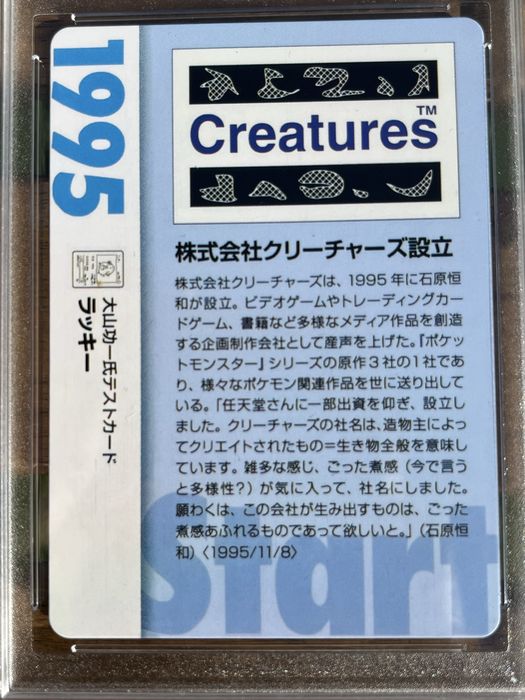 1995
大山功一氏テストカード
ラッキー
Creatures™
株式会社クリーチャーズ設立
株式会社クリーチャーズは、1995年に石原恒
和が設立。ビデオゲームやトレーディングカー
ドゲーム、書籍など多様なメディア作品を創造
する企画制作会社として産声を上げた。『ポケッ
トモンスター』シリーズの原作3社の1社であ
り、様々なポケモン関連作品を世に送り出して
いる。「任天堂さんに一部出資を仰ぎ、設立し
ました。クリーチャーズの社名は、造物主によっ
てクリエイトされたもの＝生き物全般を意味し
ています。雑多な感じ、ごった煮感（今で言う
と多様性？）が気に入って、社名にしました。
願わくは、この会社が生み出すものは、ごった
煮感あふれるものであって欲しいと。」（石原恒
和）〈1995/11/8〉
Start